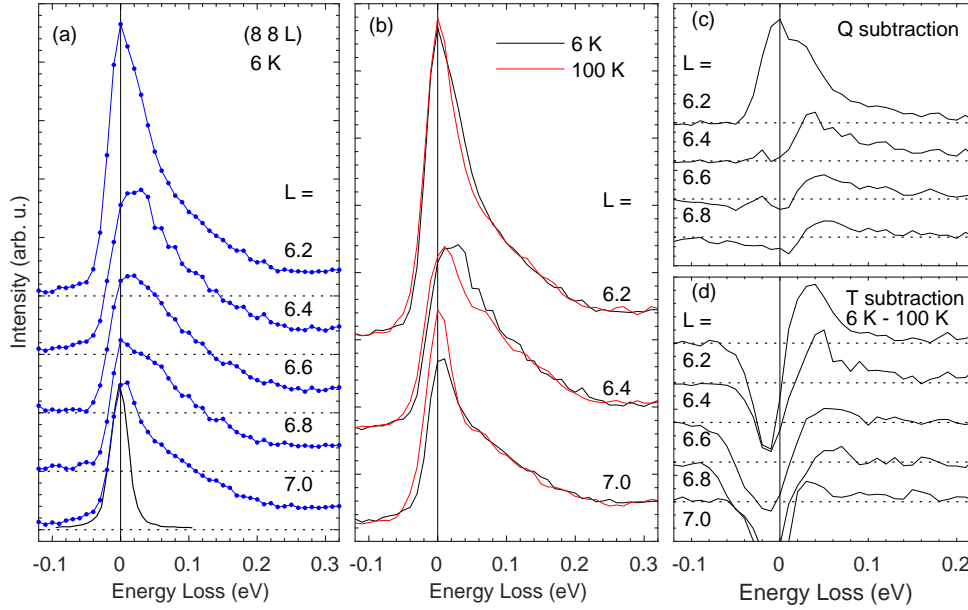 (a)
(8 8 L)
6 K
L =
6.2
6.4
6.6
6.8
7.0
Intensity (arb. u.)
-0.1
0
0.1
0.2
0.3
Energy Loss (eV)
(b)
6 K
100 K
L =
6.2
6.4
7.0
-0.1
0
0.1
0.2
0.3
Energy Loss (eV)
(c)
Q subtraction
L =
6.2
6.4
6.6
6.8
(d)
T subtraction
6 K - 100 K
L =
6.2
6.4
6.6
6.8
7.0
-0.1
0
0.1
0.2
Energy Loss (eV)